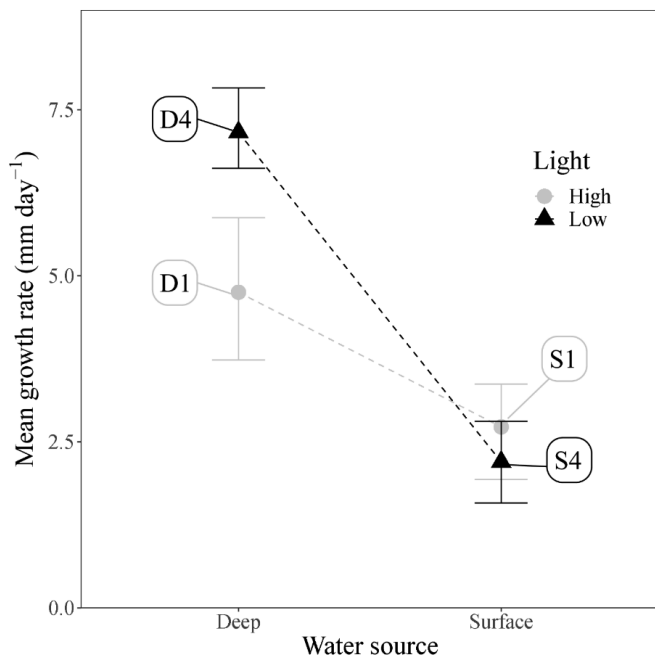 7.5
5.0
2.5
0.0
Mean growth rate (mm day⁻¹)
D4
D1
S1
S4
Light
High
Low
Deep
Surface
Water source